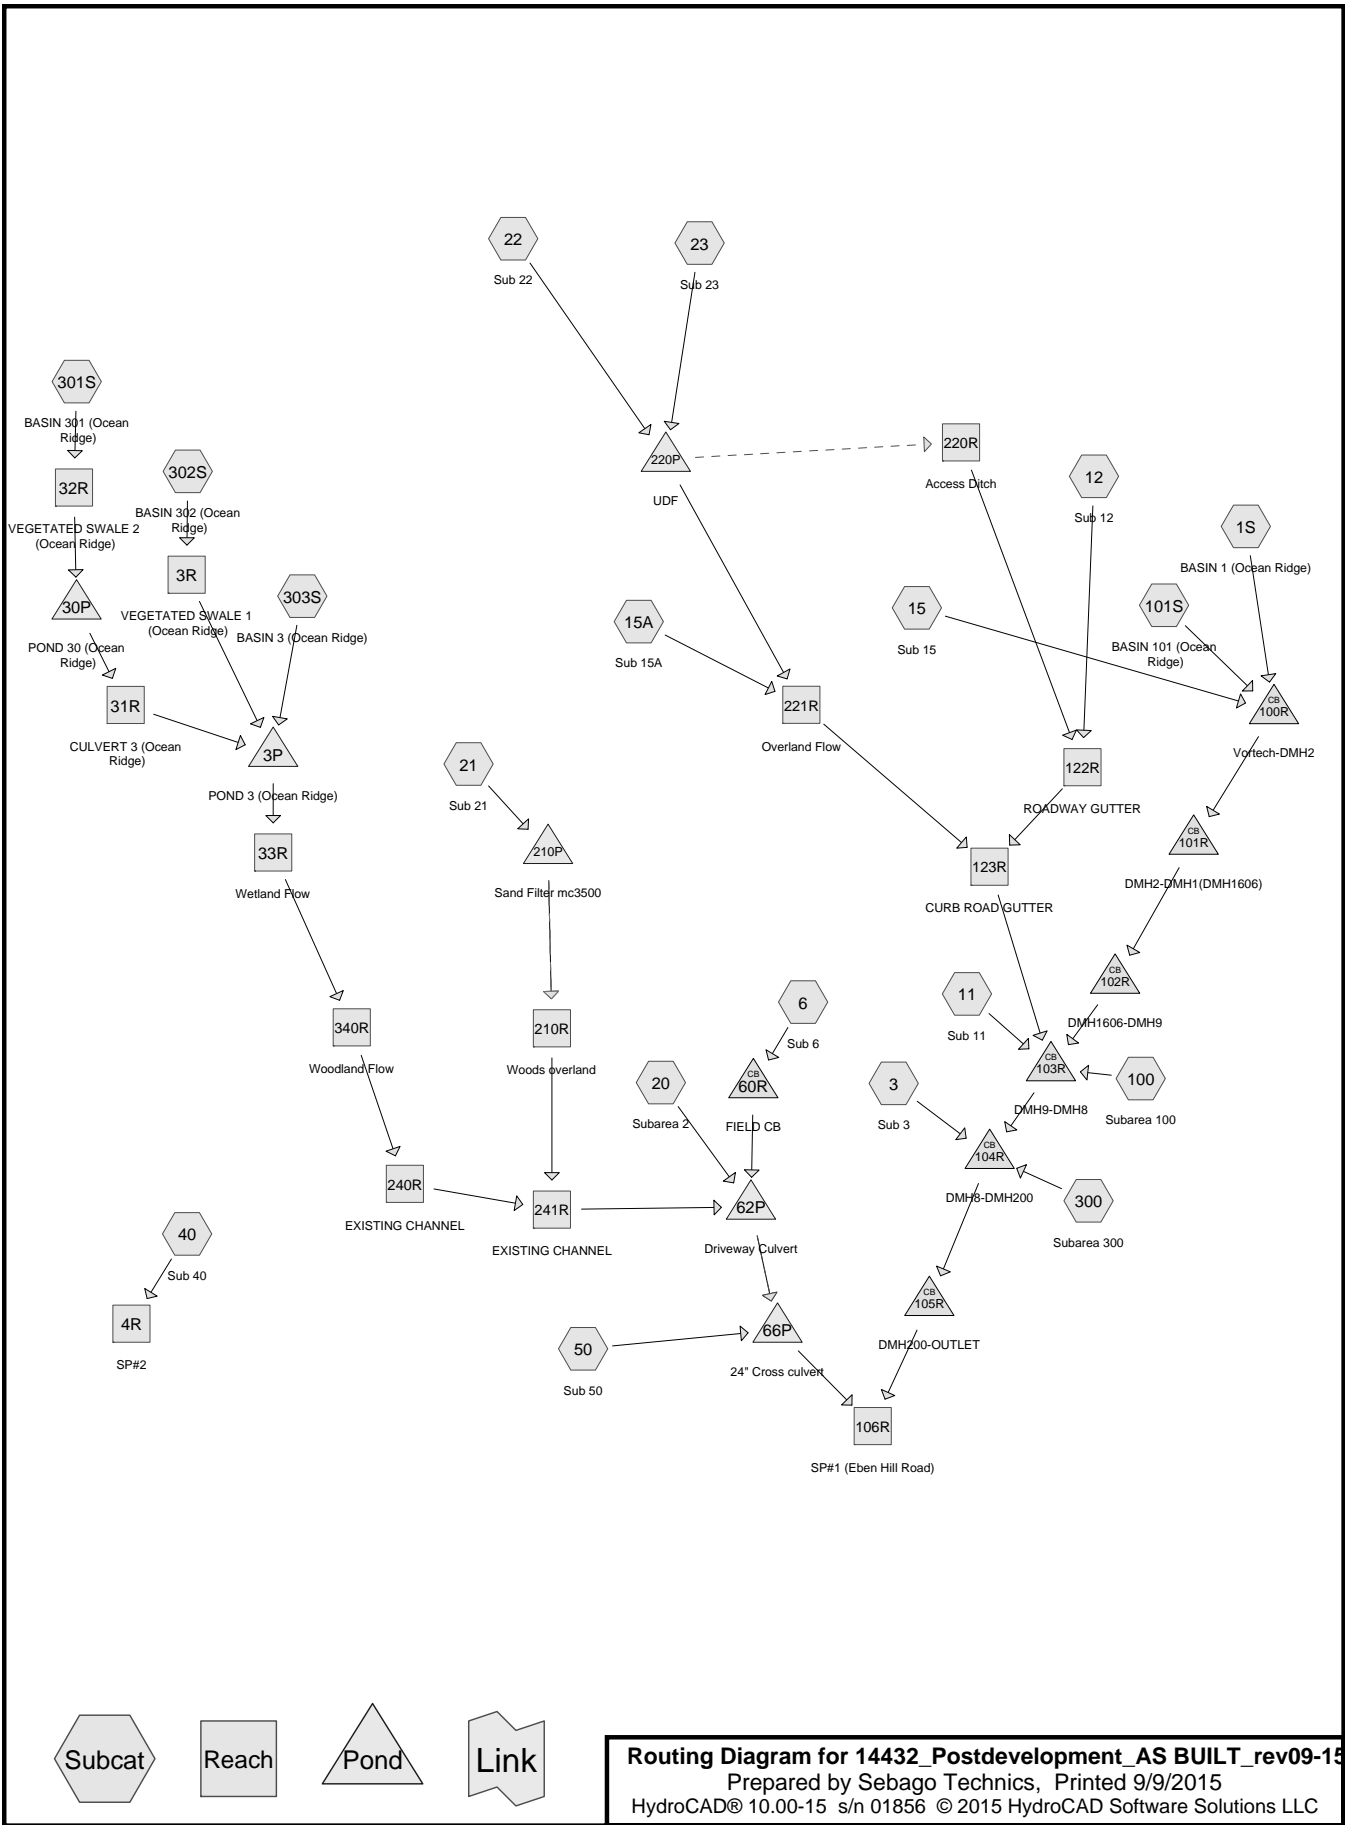 22
Sub 22
23
Sub 23
301S
BASIN 301 (Ocean
Ridge)
32R
VEGETATED SWALE 2
(Ocean Ridge)
302S
BASIN 302 (Ocean
Ridge)
3R
VEGETATED SWALE 1
(Ocean Ridge)
303S
BASIN 3 (Ocean Ridge)
30P
POND 30 (Ocean
Ridge)
31R
CULVERT 3 (Ocean
Ridge)
3P
POND 3 (Ocean Ridge)
33R
Wetland Flow
340R
Woodland Flow
240R
EXISTING CHANNEL
220P
UDF
220R
Access Ditch
12
Sub 12
1S
BASIN 1 (Ocean Ridge)
101S
BASIN 101 (Ocean
Ridge)
15
Sub 15
15A
Sub 15A
221R
Overland Flow
CB
100R
Vortech-DMH2
122R
ROADWAY GUTTER
21
Sub 21
210P
Sand Filter mc3500
CB
101R
DMH2-DMH1(DMH1606)
123R
CURB ROAD GUTTER
CB
102R
DMH1606-DMH9
11
Sub 11
6
Sub 6
210R
Woods overland
CB
103R
DMH9-DMH8
100
Subarea 100
20
Subarea 2
CB
60R
FIELD CB
3
Sub 3
CB
104R
DMH8-DMH200
300
Subarea 300
241R
EXISTING CHANNEL
62P
Driveway Culvert
40
Sub 40
4R
SP#2
50
Sub 50
66P
24" Cross culvert
CB
105R
DMH200-OUTLET
106R
SP#1 (Eben Hill Road)
Subcat
Reach
Pond
Link
Routing Diagram for 14432_Postdevelopment_AS BUILT_rev09-15
Prepared by Sebago Technics, Printed 9/9/2015
HydroCAD® 10.00-15 s/n 01856 © 2015 HydroCAD Software Solutions LLC